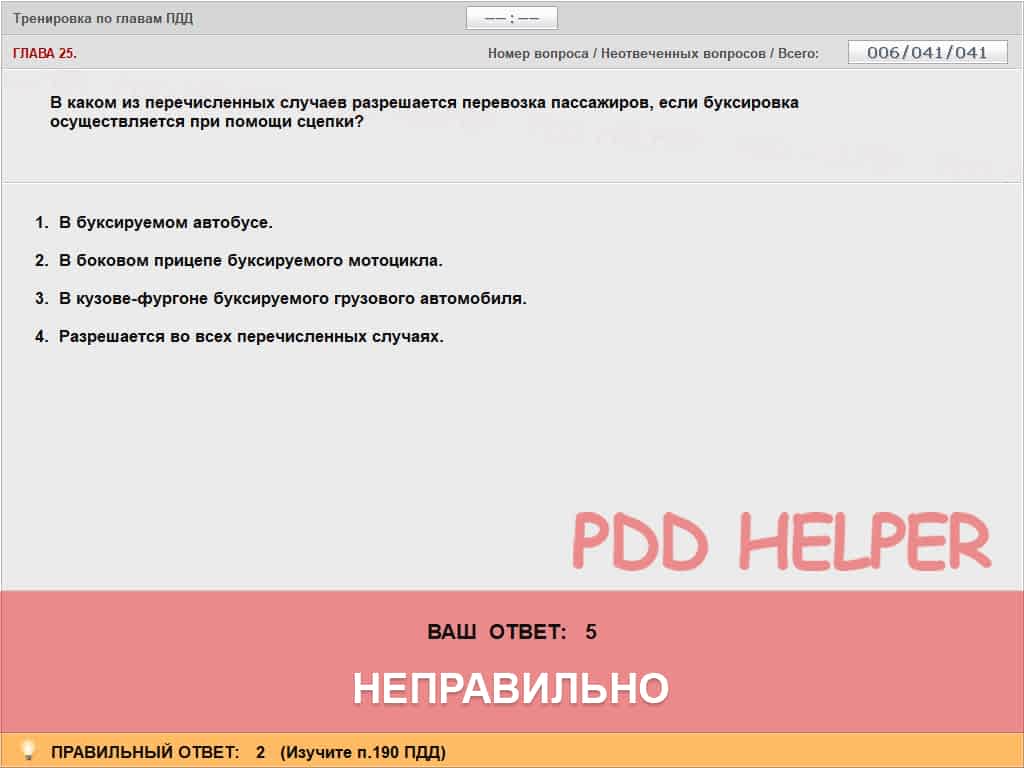 Тренировка по главам ПДД
—— : ——
ГЛАВА 25.
Номер вопроса / Неотвеченных вопросов / Всего:
006/041/041
В каком из перечисленных случаев разрешается перевозка пассажиров, если буксировка
осуществляется при помощи сцепки?
1. В буксируемом автобусе.
2. В боковом прицепе буксируемого мотоцикла.
3. В кузове-фургоне буксируемого грузового автомобиля.
4. Разрешается во всех перечисленных случаях.
PDD HELPER
ВАШ ОТВЕТ: 5
НЕПРАВИЛЬНО
ПРАВИЛЬНЫЙ ОТВЕТ: 2 (Изучите п.190 ПДД)